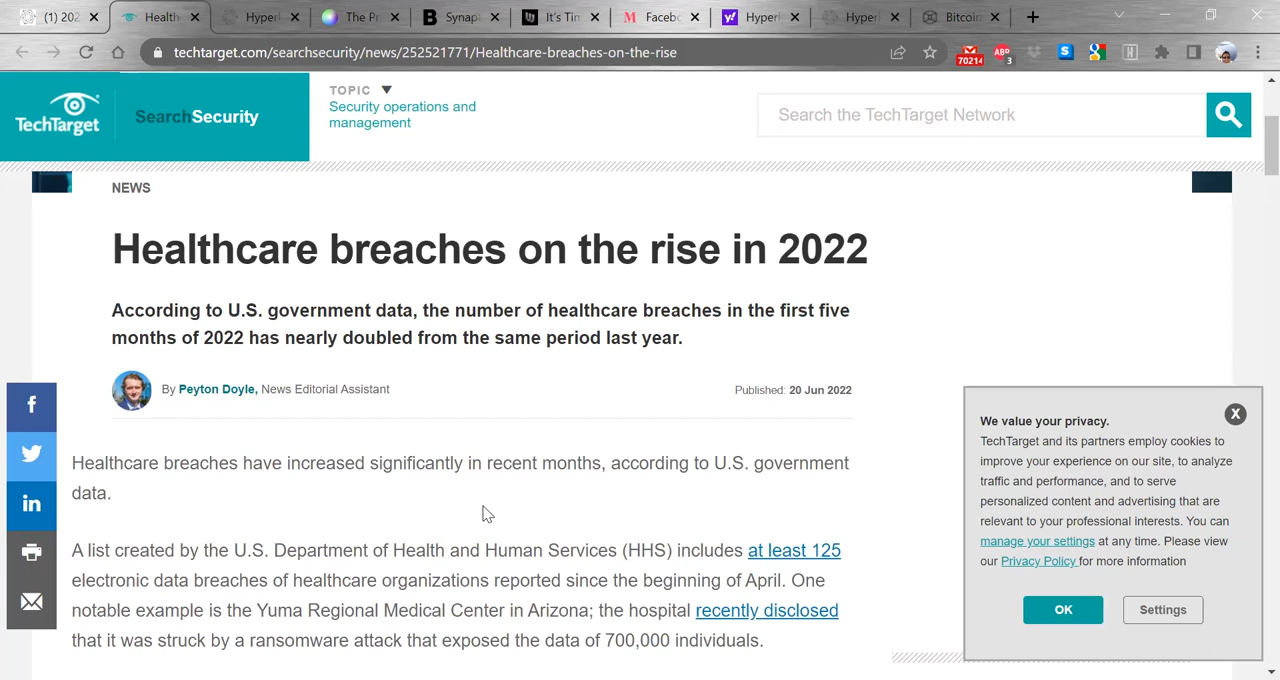 (1) 202
Health
Hyperl
The Pr
Synap
It's Tim
Faceb
Hyperl
Hyperl
Bitcoin
techtarget.com/searchsecurity/news/252521771/Healthcare-breaches-on-the-rise
70214
ABP
3
TechTarget
SearchSecurity
TOPIC
Security operations and
management
Search the TechTarget Network
NEWS
Healthcare breaches on the rise in 2022
According to U.S. government data, the number of healthcare breaches in the first five
months of 2022 has nearly doubled from the same period last year.
By Peyton Doyle, News Editorial Assistant
Published: 20 Jun 2022
Healthcare breaches have increased significantly in recent months, according to U.S. government
data.
A list created by the U.S. Department of Health and Human Services (HHS) includes at least 125
electronic data breaches of healthcare organizations reported since the beginning of April. One
notable example is the Yuma Regional Medical Center in Arizona; the hospital recently disclosed
that it was struck by a ransomware attack that exposed the data of 700,000 individuals.
We value your privacy.
TechTarget and its partners employ cookies to
improve your experience on our site, to analyze
traffic and performance, and to serve
personalized content and advertising that are
relevant to your professional interests. You can
manage your settings at any time. Please view
our Privacy Policy for more information
OK
Settings